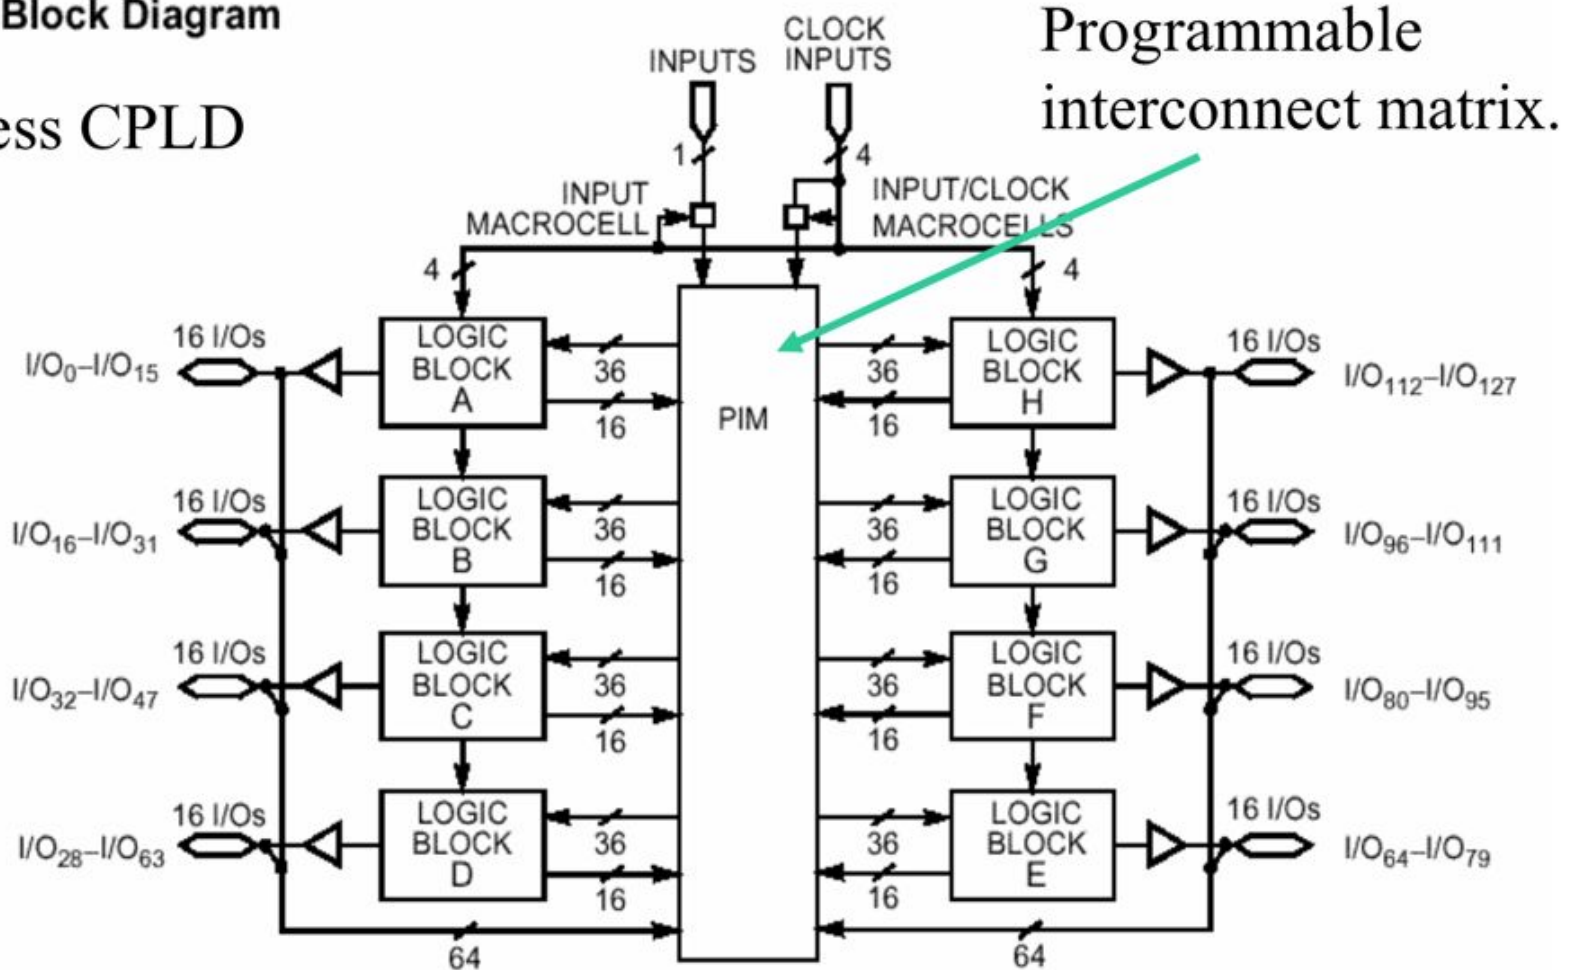 Block Diagram
ess CPLD
Programmable
interconnect matrix.
INPUTS
CLOCK
INPUTS
1
4
INPUT
MACROCELL
INPUT/CLOCK
MACROCELLS
4
4
16 I/Os
I/O0–I/O15
LOGIC
BLOCK
A
36
16
PIM
36
16
LOGIC
BLOCK
H
16 I/Os
I/O112–I/O127
16 I/Os
I/O16–I/O31
LOGIC
BLOCK
B
36
16
36
16
LOGIC
BLOCK
G
16 I/Os
I/O96–I/O111
16 I/Os
I/O32–I/O47
LOGIC
BLOCK
C
36
16
36
16
LOGIC
BLOCK
F
16 I/Os
I/O80–I/O95
16 I/Os
I/O28–I/O63
LOGIC
BLOCK
D
36
16
36
16
LOGIC
BLOCK
E
16 I/Os
I/O64–I/O79
64
64